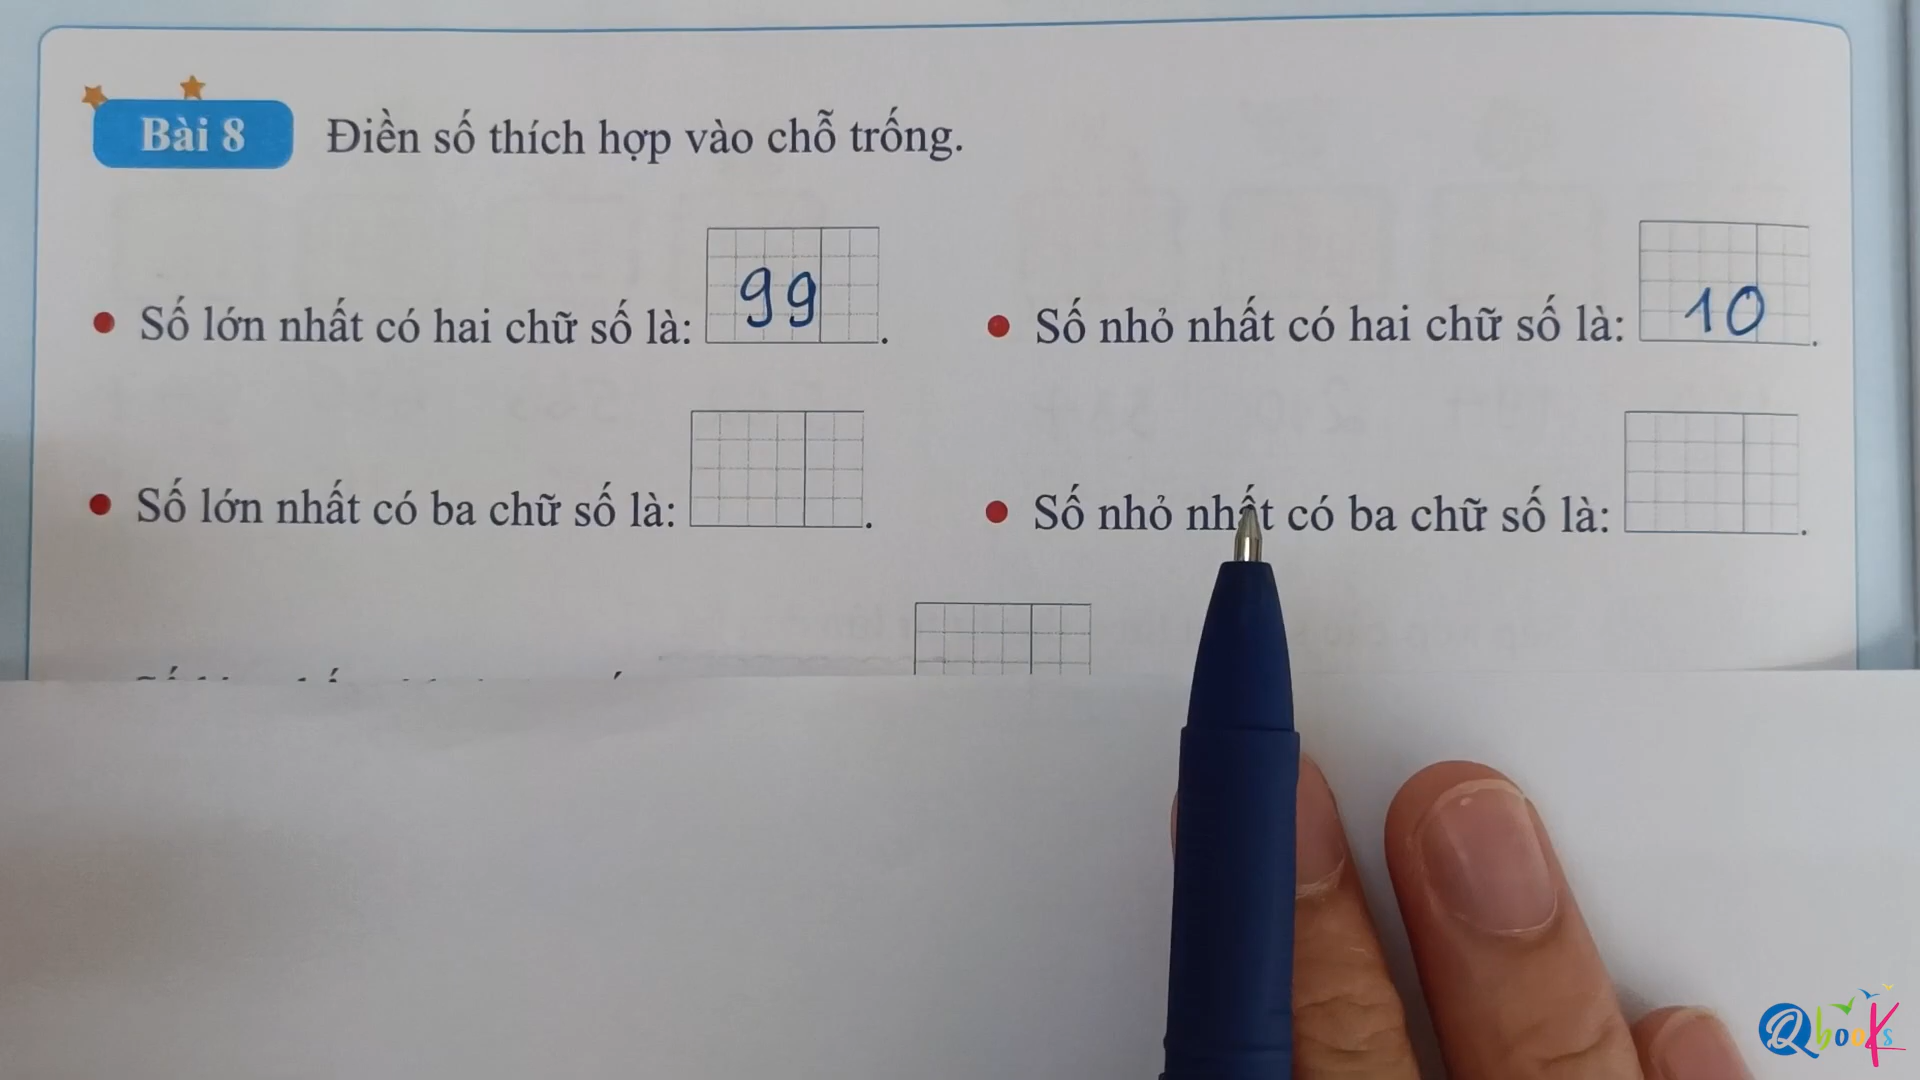 Bài 8 Điền số thích hợp vào chỗ trống.
Số lớn nhất có hai chữ số là: 99.
Số nhỏ nhất có hai chữ số là: 10.
Số lớn nhất có ba chữ số là: .
Số nhỏ nhất có ba chữ số là: .
Qbooks